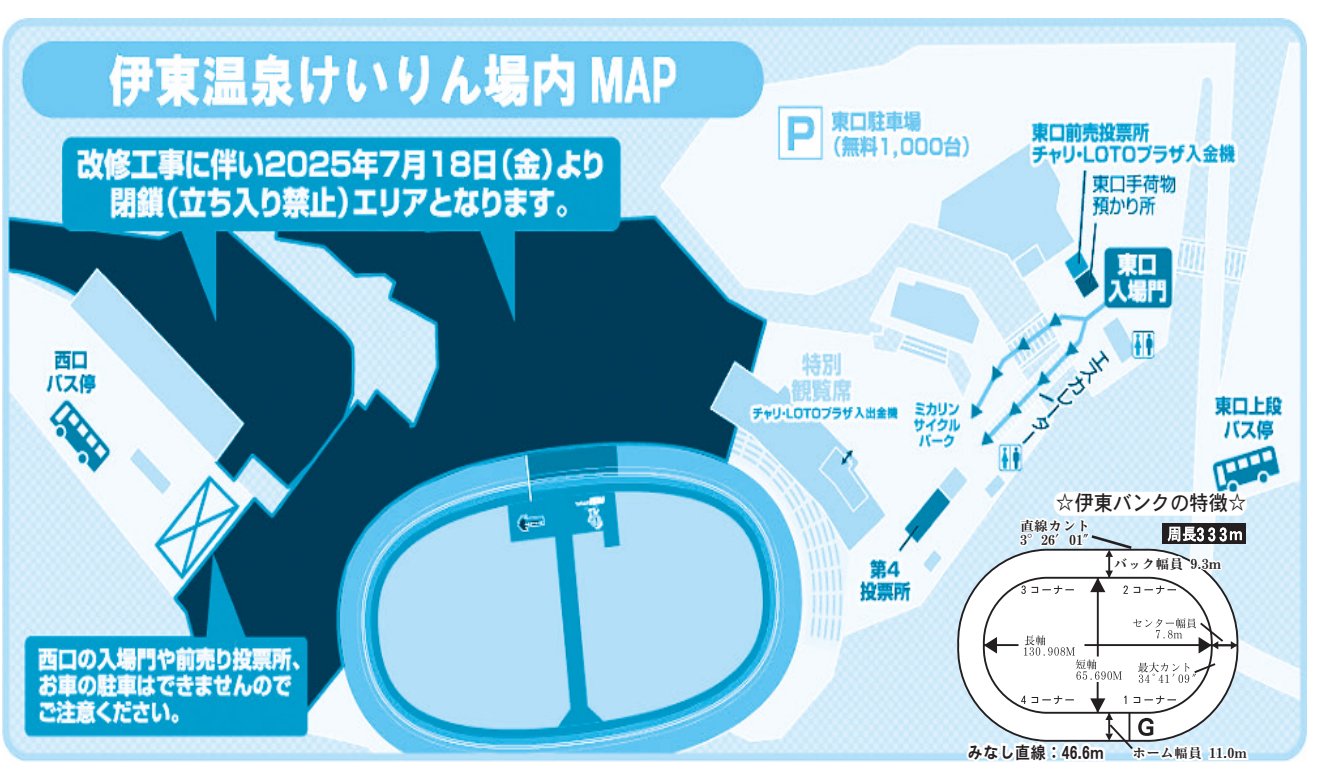 伊東温泉けいりん場内 MAP
改修工事に伴い2025年7月18日(金)より
閉鎖(立ち入り禁止)エリアとなります。
P
東口駐車場
(無料1,000台)
東口前売投票所
チャリ・LOTOプラザ入金機
東口手荷物
預かり所
東口
入場門
エスカレーター
西口
バス停
特別
観覧席
チャリ・LOTOプラザ入出金機
ミカリン
サイクル
パーク
東口上段
バス停
第4
投票所
西口の入場門や前売り投票所、
お車の駐車はできませんので
ご注意ください。
☆伊東バンクの特徴☆
周長333m
直線カント
3° 26′ 01″
バック幅員 9.3m
3コーナー
2コーナー
センター幅員
7.8m
長軸
130.908M
短軸
65.690M
最大カント
34°41′09″
4コーナー
1コーナー
G
みなし直線：46.6m
ホーム幅員 11.0m